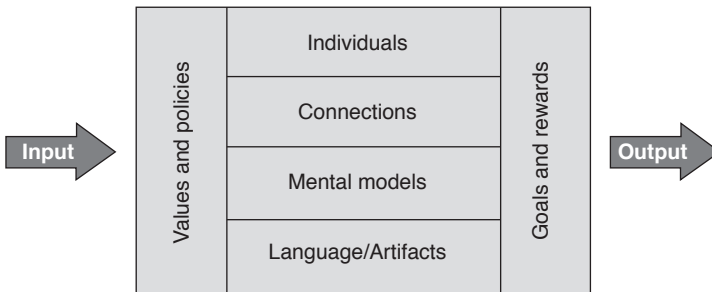 Input
Values and policies
Individuals
Connections
Mental models
Language/Artifacts
Goals and rewards
Output